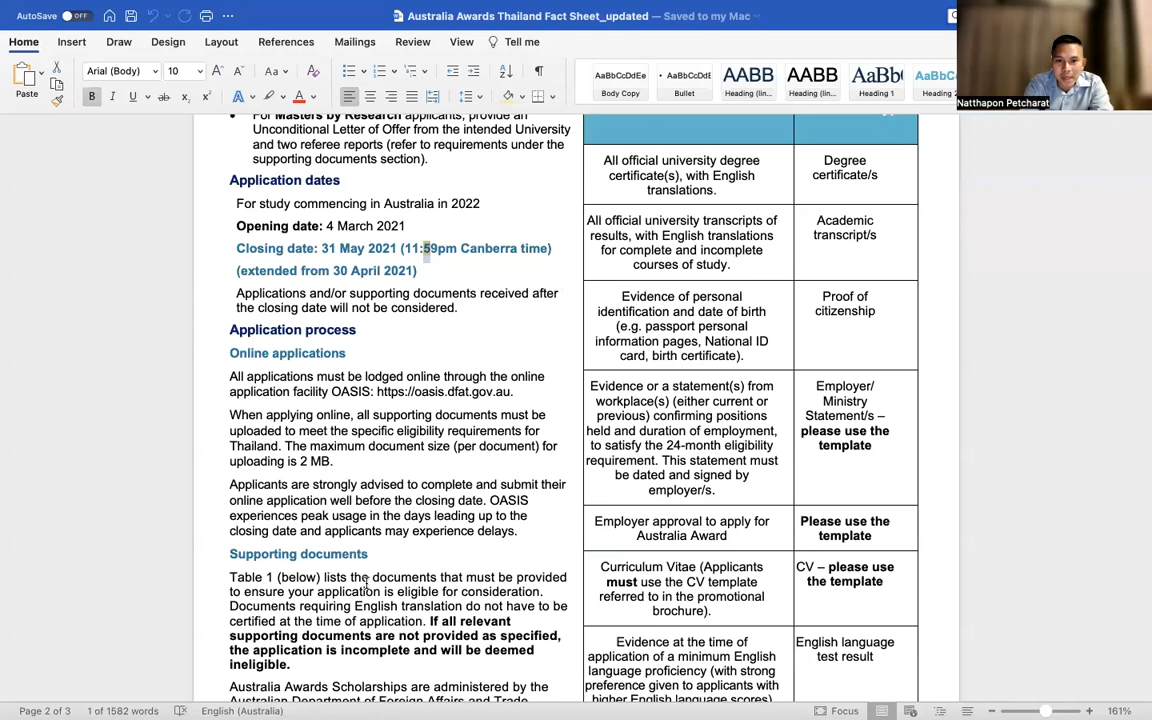 AutoSave OFF
Australia Awards Thailand Fact Sheet_updated — Saved to my Mac
Home Insert Draw Design Layout References Mailings Review View Tell me
Paste
Arial (Body) 10
AaBbCcDdEe
Body Copy
AaBbCcDdE
Bullet
AABB
Heading (lin...
AABB
Heading (lin...
AaBb(
Heading 1
AaBbCc
Heading 2
Natthapon Petcharat
For Masters by Research applicants, provide an
Unconditional Letter of Offer from the intended University
and two referee reports (refer to requirements under the
supporting documents section).
Application dates
For study commencing in Australia in 2022
Opening date: 4 March 2021
Closing date: 31 May 2021 (11:59pm Canberra time)
(extended from 30 April 2021)
Applications and/or supporting documents received after
the closing date will not be considered.
Application process
Online applications
All applications must be lodged online through the online
application facility OASIS: https://oasis.dfat.gov.au.
When applying online, all supporting documents must be
uploaded to meet the specific eligibility requirements for
Thailand. The maximum document size (per document) for
uploading is 2 MB.
Applicants are strongly advised to complete and submit their
online application well before the closing date. OASIS
experiences peak usage in the days leading up to the
closing date and applicants may experience delays.
Supporting documents
Table 1 (below) lists the documents that must be provided
to ensure your application is eligible for consideration.
Documents requiring English translation do not have to be
certified at the time of application. If all relevant
supporting documents are not provided as specified,
the application is incomplete and will be deemed
ineligible.
Australia Awards Scholarships are administered by the
Australian Department of Foreign Affairs and Trade
All official university degree
certificate(s), with English
translations.
Degree
certificate/s
All official university transcripts of
results, with English translations
for complete and incomplete
courses of study.
Academic
transcript/s
Evidence of personal
identification and date of birth
(e.g. passport personal
information pages, National ID
card, birth certificate).
Proof of
citizenship
Evidence or a statement(s) from
workplace(s) (either current or
previous) confirming positions
held and duration of employment,
to satisfy the 24-month eligibility
requirement. This statement must
be dated and signed by
employer/s.
Employer/
Ministry
Statement/s –
please use the
template
Employer approval to apply for
Australia Award
Please use the
template
Curriculum Vitae (Applicants
must use the CV template
referred to in the promotional
brochure).
CV – please use
the template
Evidence at the time of
application of a minimum English
language proficiency (with strong
preference given to applicants with
higher English language scores)
English language
test result
Page 2 of 3 1 of 1582 words English (Australia) Focus 161%